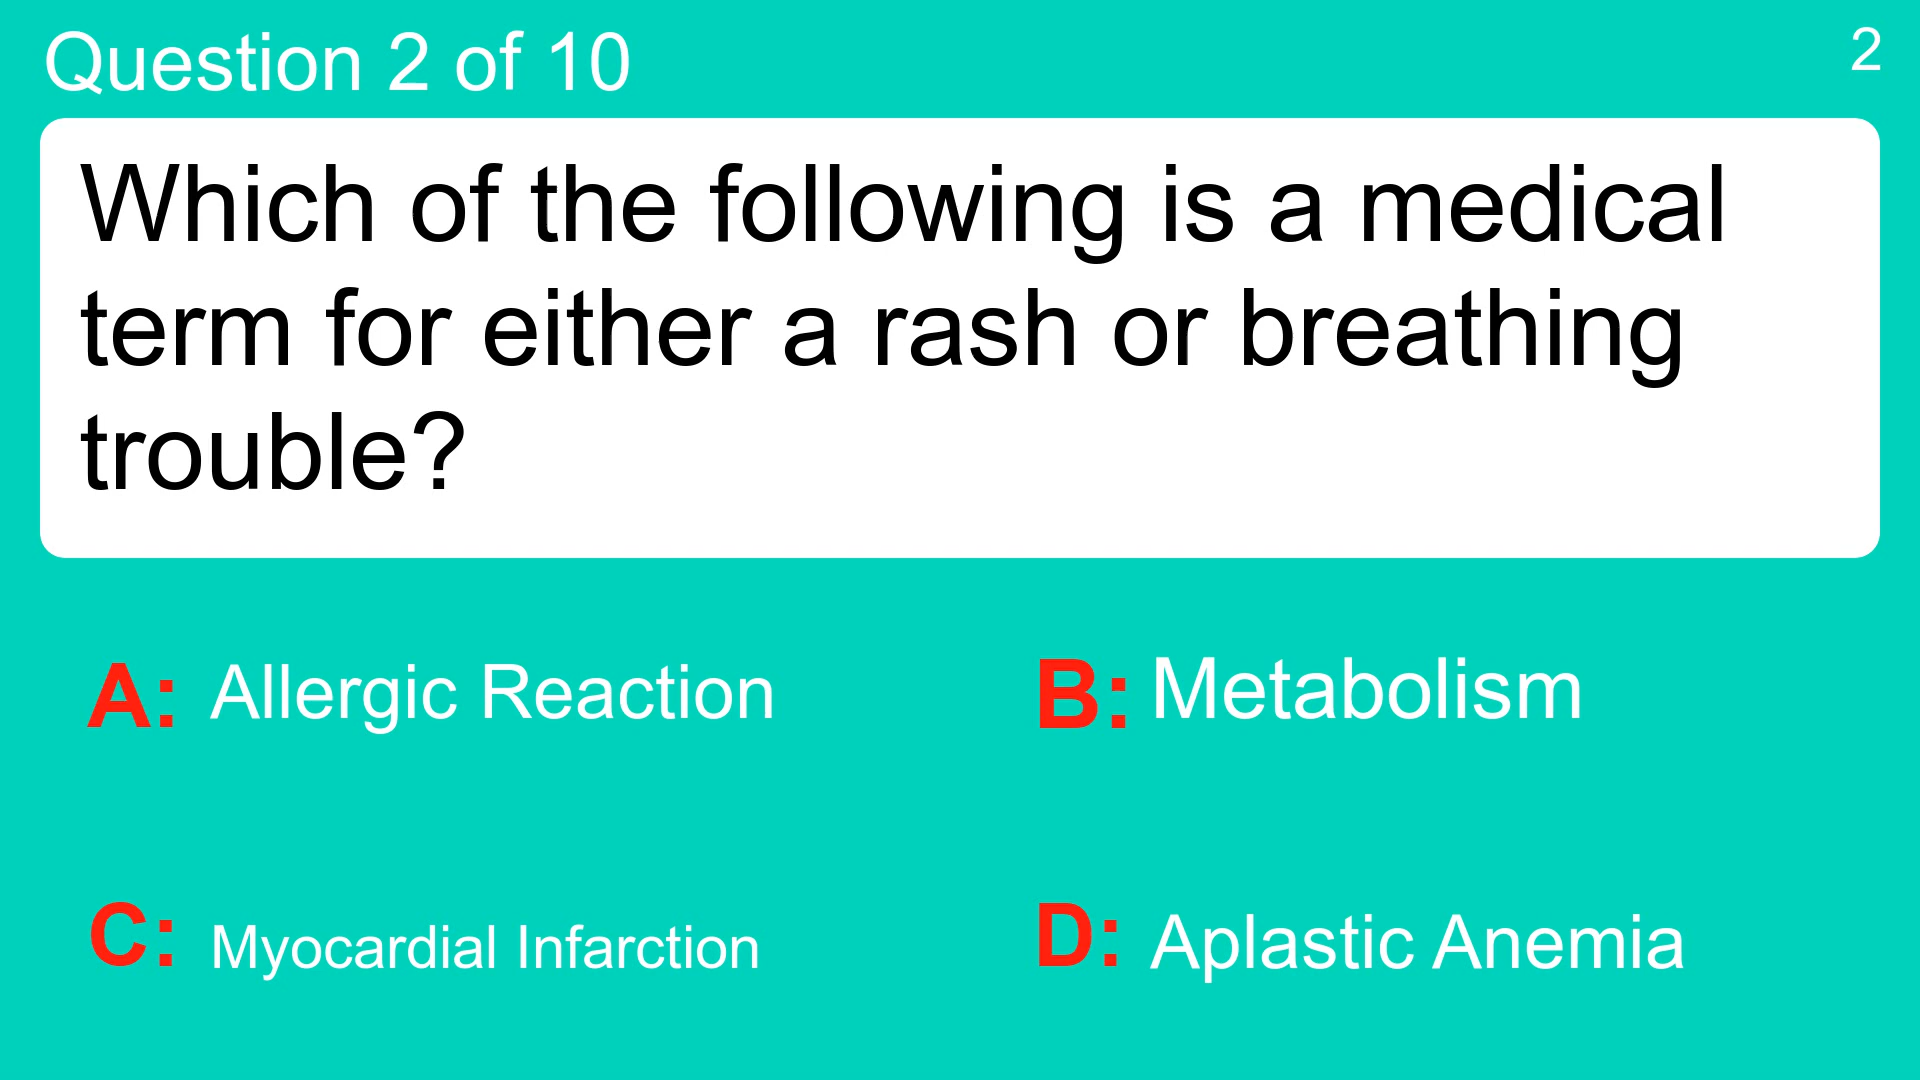 Question 2 of 10
2
Which of the following is a medical
term for either a rash or breathing
trouble?
A: Allergic Reaction
B: Metabolism
C: Myocardial Infarction
D: Aplastic Anemia